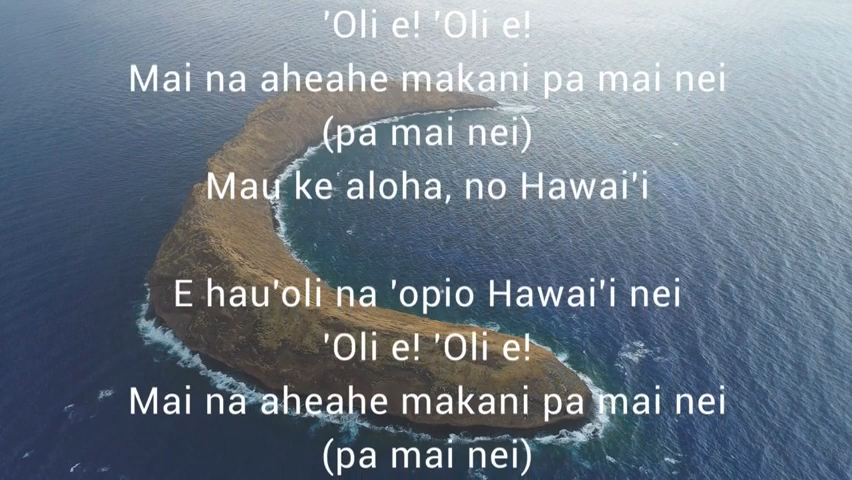 'Oli e! 'Oli e!
Mai na aheahe makani pa mai nei
(pa mai nei)
Mau ke aloha, no Hawai'i
E hau'oli na 'opio Hawai'i nei
'Oli e! 'Oli e!
Mai na aheahe makani pa mai nei
(pa mai nei)